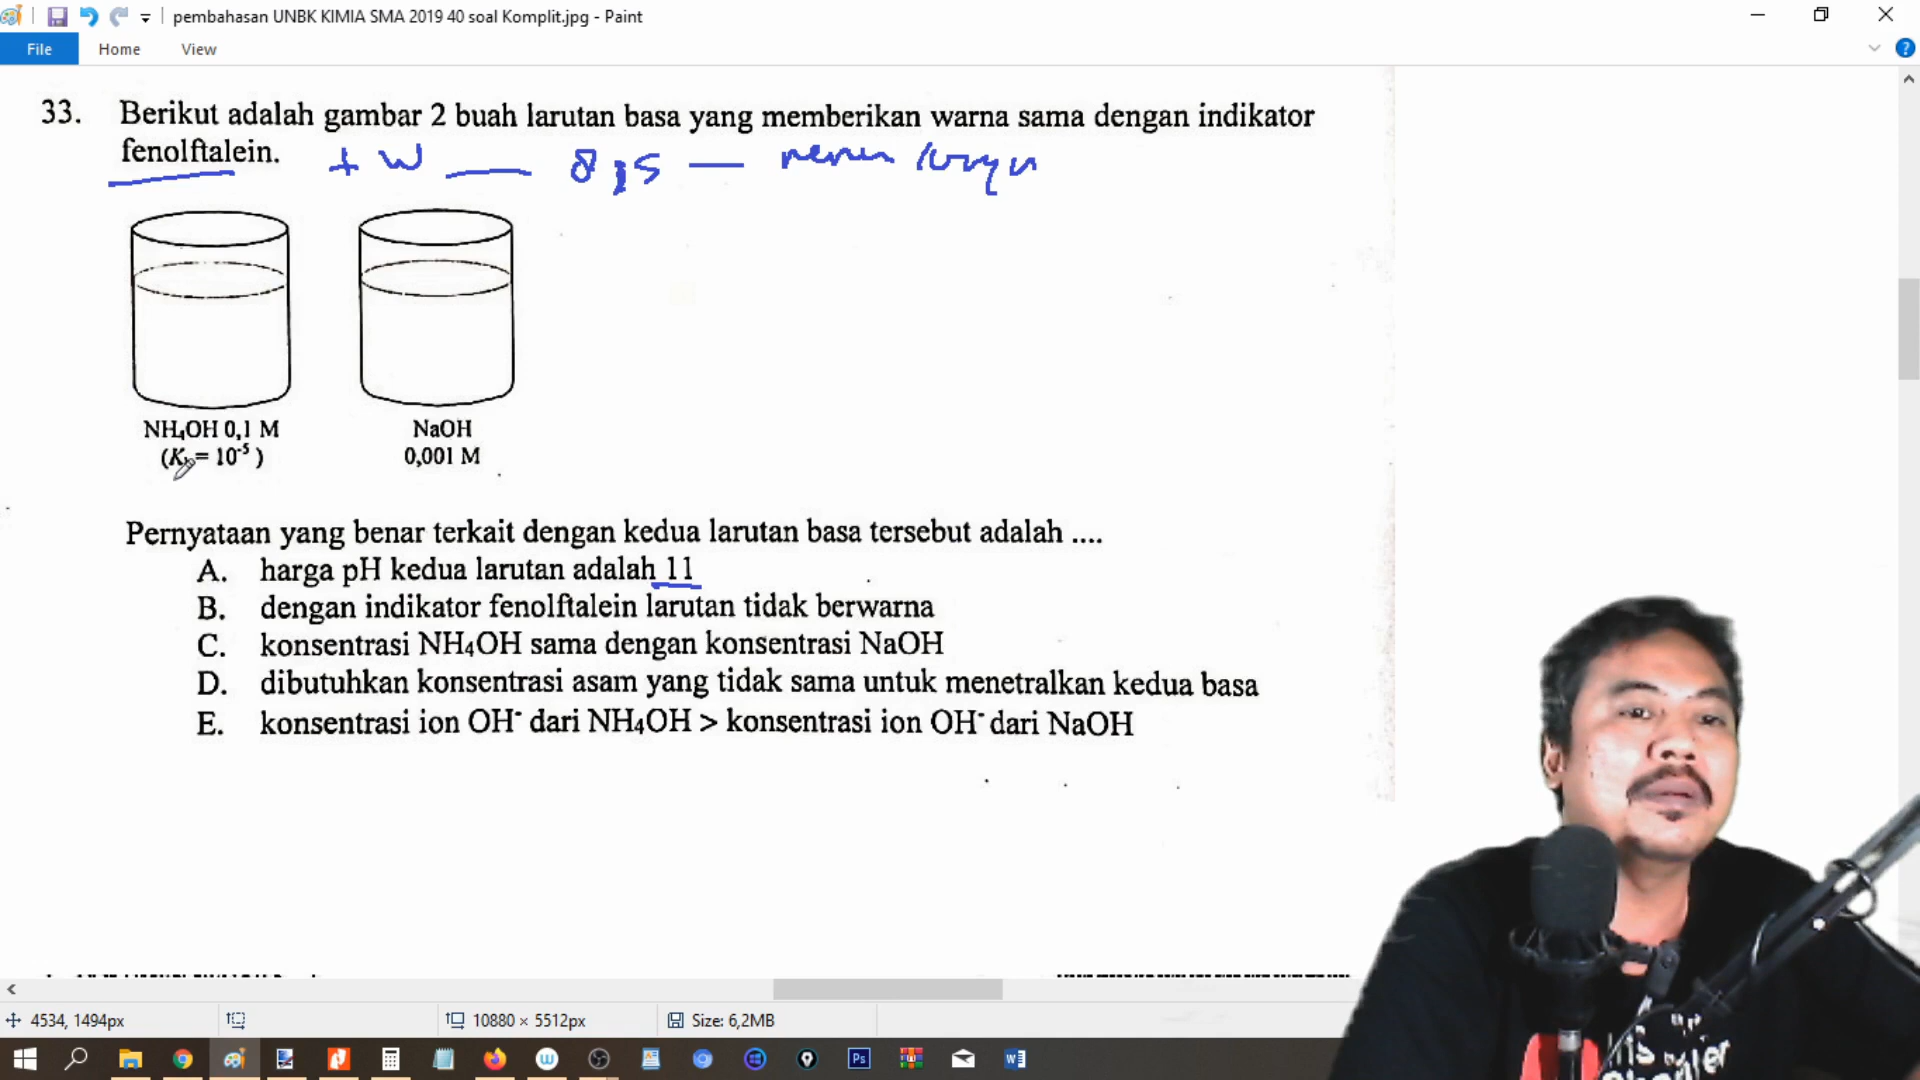 pembahasan UNBK KIMIA SMA 2019 40 soal Komplit.jpg - Paint
File Home View
33. Berikut adalah gambar 2 buah larutan basa yang memberikan warna sama dengan indikator
fenolftalein.
+ W — 8,5 —
NH₄OH 0,1 M
(K_b = 10⁻⁵ )
NaOH
0,001 M
Pernyataan yang benar terkait dengan kedua larutan basa tersebut adalah ....
A. harga pH kedua larutan adalah 11
B. dengan indikator fenolftalein larutan tidak berwarna
C. konsentrasi NH₄OH sama dengan konsentrasi NaOH
D. dibutuhkan konsentrasi asam yang tidak sama untuk menetralkan kedua basa
E. konsentrasi ion OH⁻ dari NH₄OH > konsentrasi ion OH⁻ dari NaOH
4534, 1494px
10880 × 5512px
Size: 6,2MB